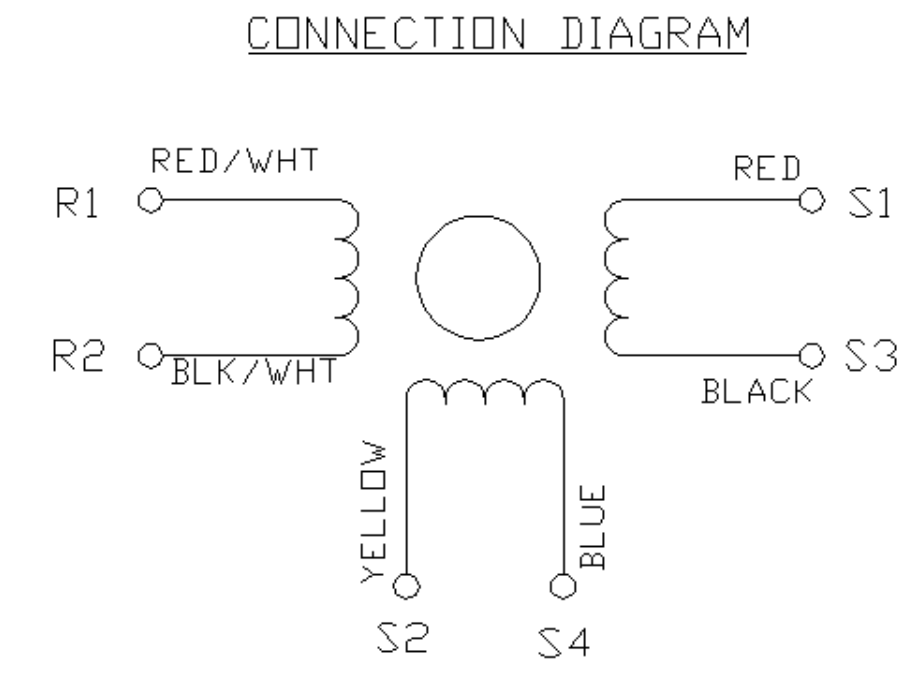 CONNECTION DIAGRAM
RED/WHT
RED
R1
S1
R2
BLK/WHT
S3
BLACK
YELLOW
BLUE
S2
S4